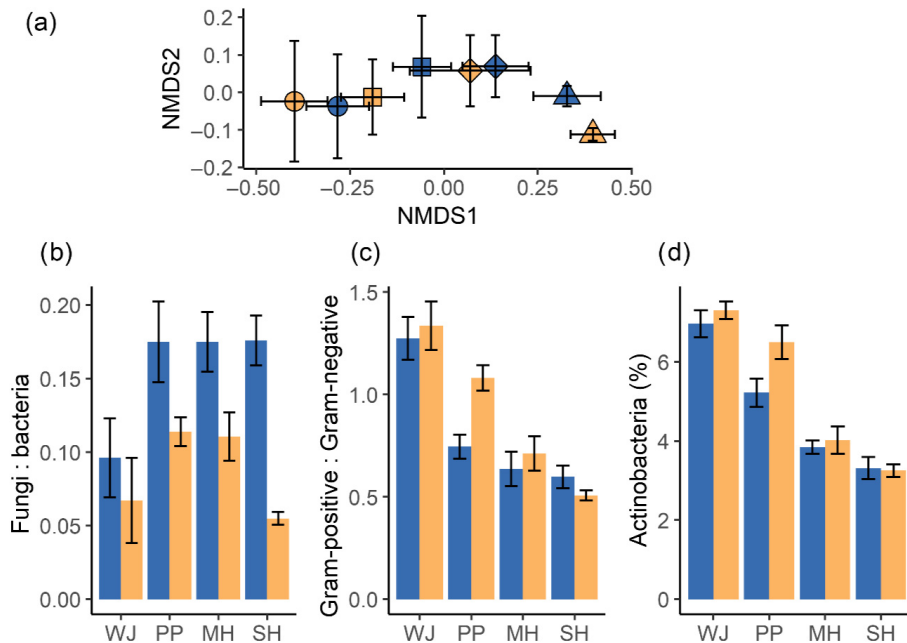 (a)
NMDS2
0.2
0.1
0.0
−0.1
−0.2
−0.50
−0.25
0.00
0.25
0.50
NMDS1
(b)
Fungi : bacteria
0.20
0.15
0.10
0.05
0.00
WJ PP MH SH
(c)
Gram-positive : Gram-negative
1.5
1.0
0.5
0.0
WJ PP MH SH
(d)
Actinobacteria (%)
6
4
2
0
WJ PP MH SH